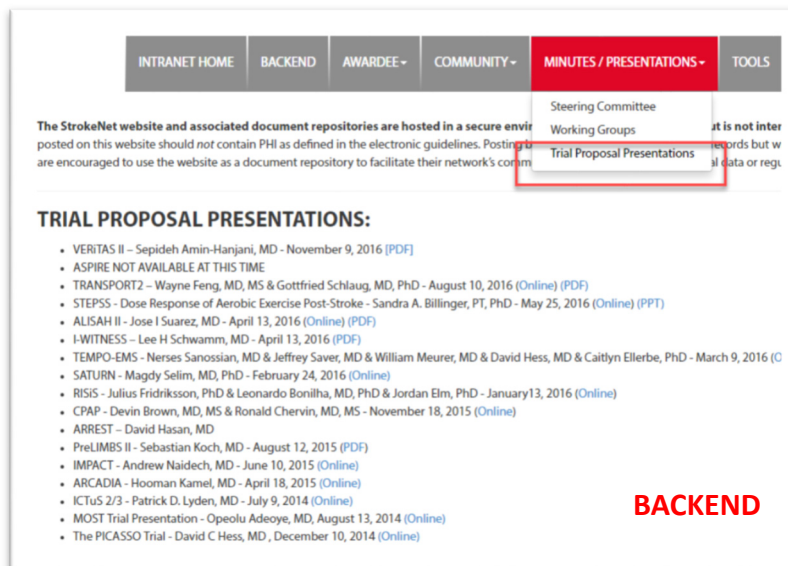 INTRANET HOME BACKEND AWARDEE COMMUNITY MINUTES / PRESENTATIONS TOOLS
Steering Committee
Working Groups
Trial Proposal Presentations
The StrokeNet website and associated document repositories are hosted in a secure ut is not
posted on this website should not contain PHI as defined in the electronic guidelines. Posting but
are encouraged to use the website as a document repository to facilitate their network's data or
TRIAL PROPOSAL PRESENTATIONS:
• VERiTAS II – Sepideh Amin-Hanjani, MD - November 9, 2016 [PDF]
• ASPIRE NOT AVAILABLE AT THIS TIME
• TRANSPORT2 – Wayne Feng, MD, MS & Gottfried Schlaug, MD, PhD - August 10, 2016 (Online) (PDF)
• STEPSS - Dose Response of Aerobic Exercise Post-Stroke - Sandra A. Billinger, PT, PhD - May 25, 2016 (Online) (PPT)
• ALISAH II - Jose I Suarez, MD - April 13, 2016 (Online) (PDF)
• I-WITNESS – Lee H Schwamm, MD - April 13, 2016 (PDF)
• TEMPO-EMS - Nerses Sanossian, MD & Jeffrey Saver, MD & William Meurer, MD & David Hess, MD & Caitlyn Ellerbe, PhD - March 9, 2016 (O
• SATURN - Magdy Selim, MD, PhD - February 24, 2016 (Online)
• RISiS - Julius Fridriksson, PhD & Leonardo Bonilha, MD, PhD & Jordan Elm, PhD - January13, 2016 (Online)
• CPAP - Devin Brown, MD, MS & Ronald Chervin, MD, MS - November 18, 2015 (Online)
• ARREST – David Hasan, MD
• PreLIMBS II - Sebastian Koch, MD - August 12, 2015 (PDF)
• IMPACT - Andrew Naidech, MD - June 10, 2015 (Online)
• ARCADIA - Hooman Kamel, MD - April 18, 2015 (Online)
• ICTuS 2/3 - Patrick D. Lyden, MD - July 9, 2014 (Online)
• MOST Trial Presentation - Opeolu Adeoye, MD, August 13, 2014 (Online)
• The PICASSO Trial - David C Hess, MD , December 10, 2014 (Online)
BACKEND